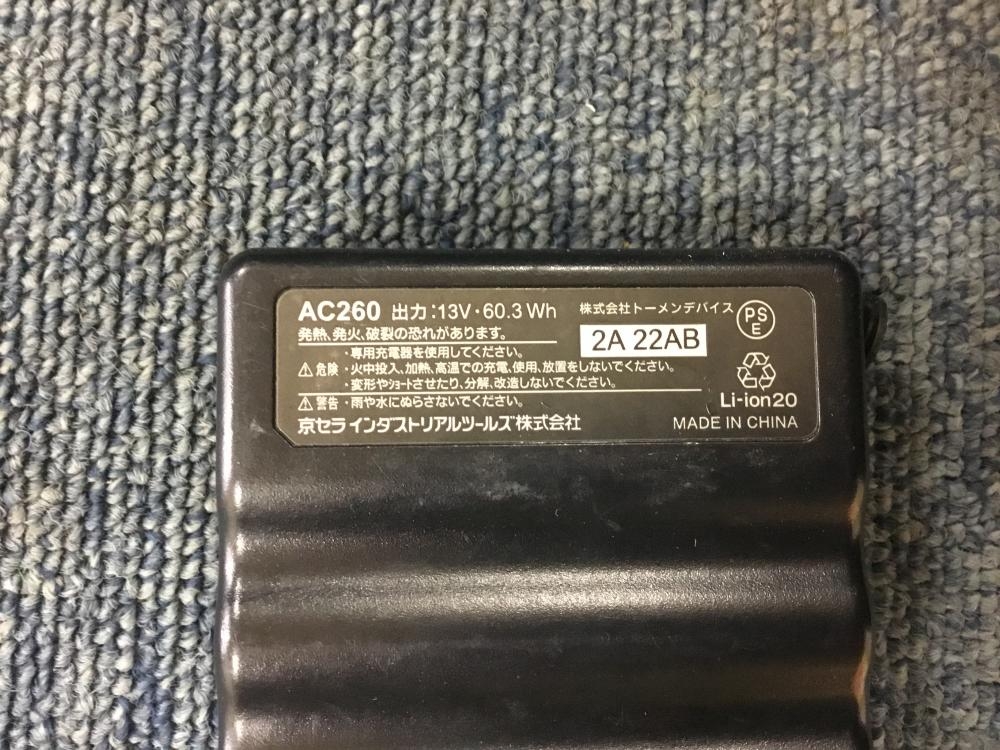 AC260 出力:13V・60.3 Wh
株式会社トーメンデバイス
PS
E
発熱、発火、破裂の恐れがあります。
2A 22AB
⚠危険 ・専用充電器を使用してください。
・火中投入、加熱、高温での充電、使用、放置をしないでください。
・変形やショートさせたり、分解、改造しないでください。
⚠警告 ・雨や水にぬらさないでください。
Li-ion20
京セラインダストリアルツールズ株式会社
MADE IN CHINA